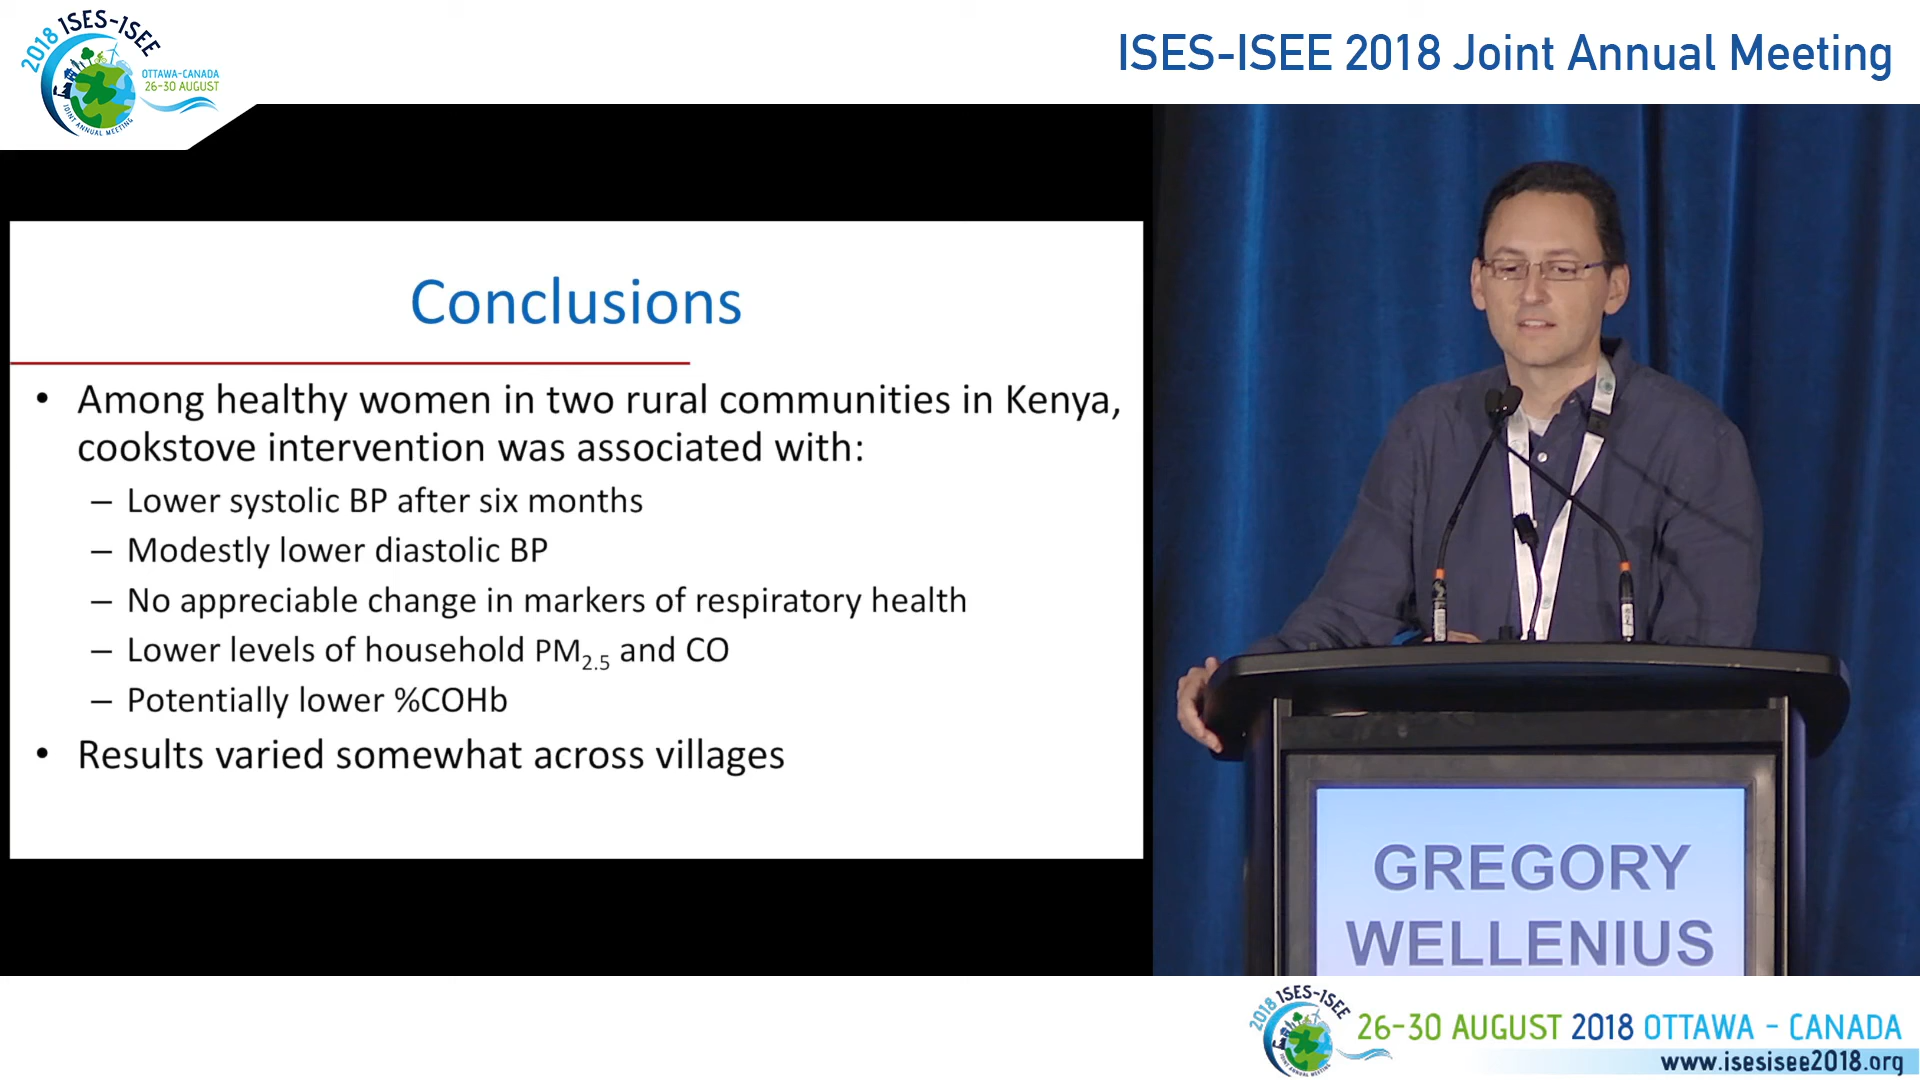 2018 ISES-ISEE
OTTAWA-CANADA
26-30 AUGUST
JOINT ANNUAL MEETING
ISES-ISEE 2018 Joint Annual Meeting
Conclusions
• Among healthy women in two rural communities in Kenya,
cookstove intervention was associated with:
– Lower systolic BP after six months
– Modestly lower diastolic BP
– No appreciable change in markers of respiratory health
– Lower levels of household PM2.5 and CO
– Potentially lower %COHb
• Results varied somewhat across villages
GREGORY
WELLENIUS
2018 ISES-ISEE
JOINT ANNUAL MEETING
26-30 AUGUST 2018 OTTAWA - CANADA
www.isesisee2018.org